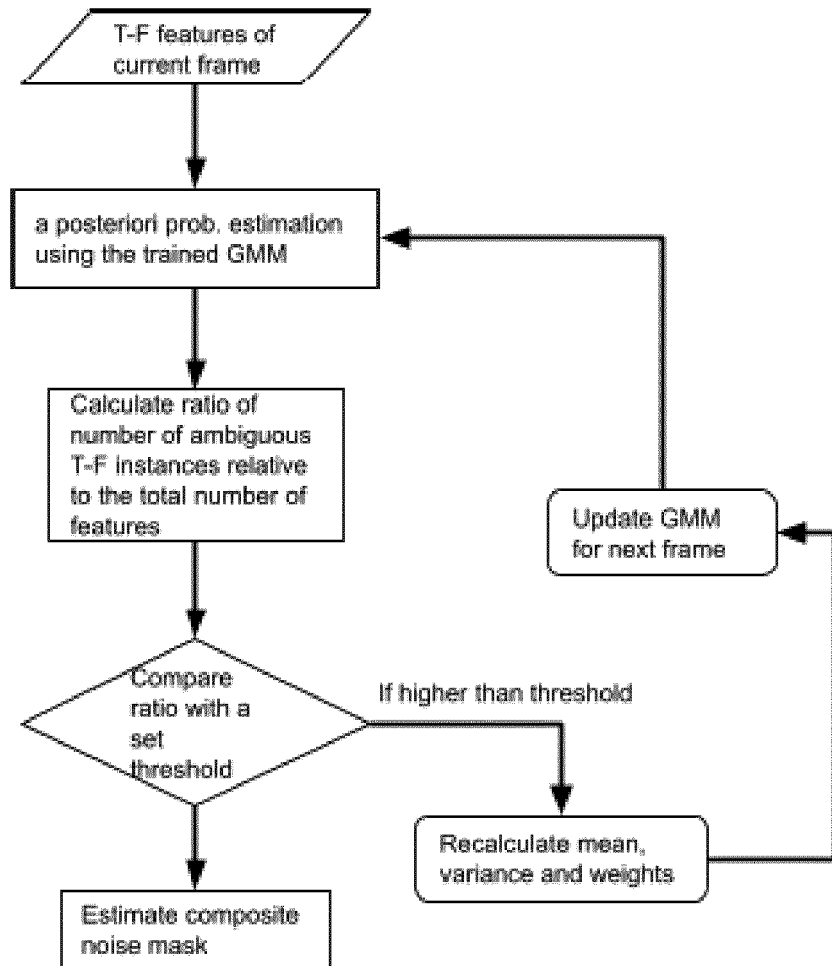 T-F features of
current frame
a posteriori prob. estimation
using the trained GMM
Calculate ratio of
number of ambiguous
T-F instances relative
to the total number of
features
Update GMM
for next frame
Compare
ratio with a
set
threshold
If higher than threshold
Recalculate mean,
variance and weights
Estimate composite
noise mask